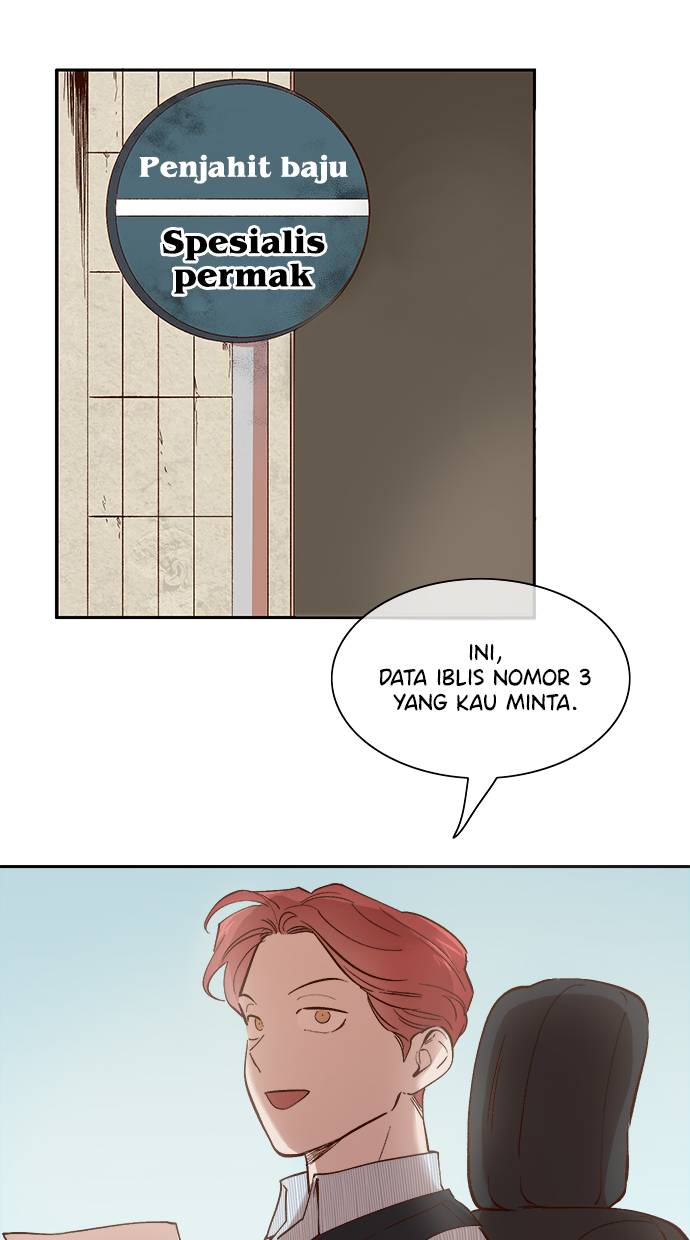 Penjahit baju
Spesialis
permak
INI,
DATA IBLIS NOMOR 3
YANG KAU MINTA.